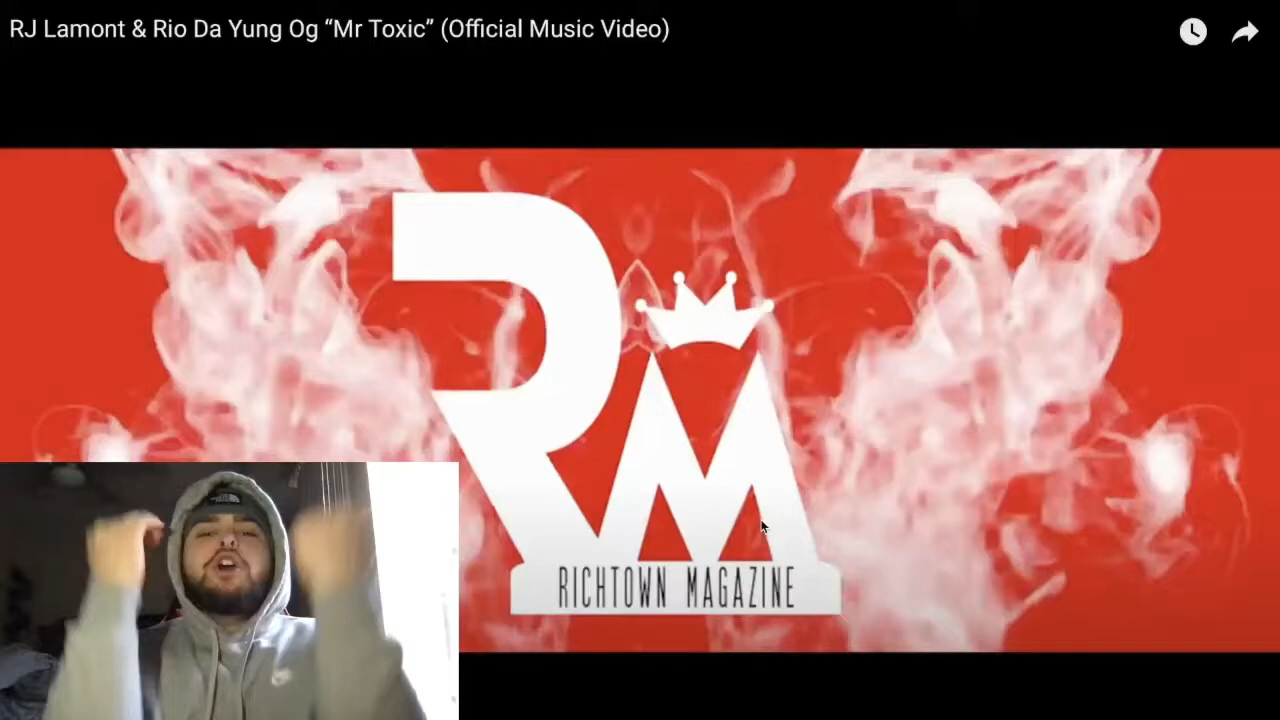 RJ Lamont & Rio Da Yung Og “Mr Toxic” (Official Music Video)
RM
RICHTOWN MAGAZINE